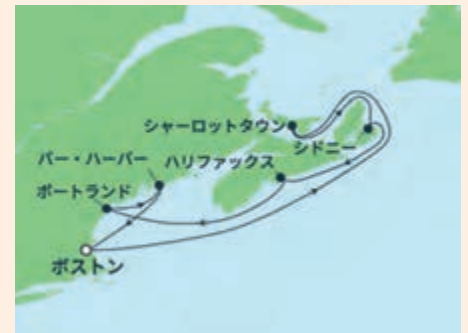 シャーロットタウン
シドニー
バー・ハーバー
ハリファックス
ポートランド
ボストン